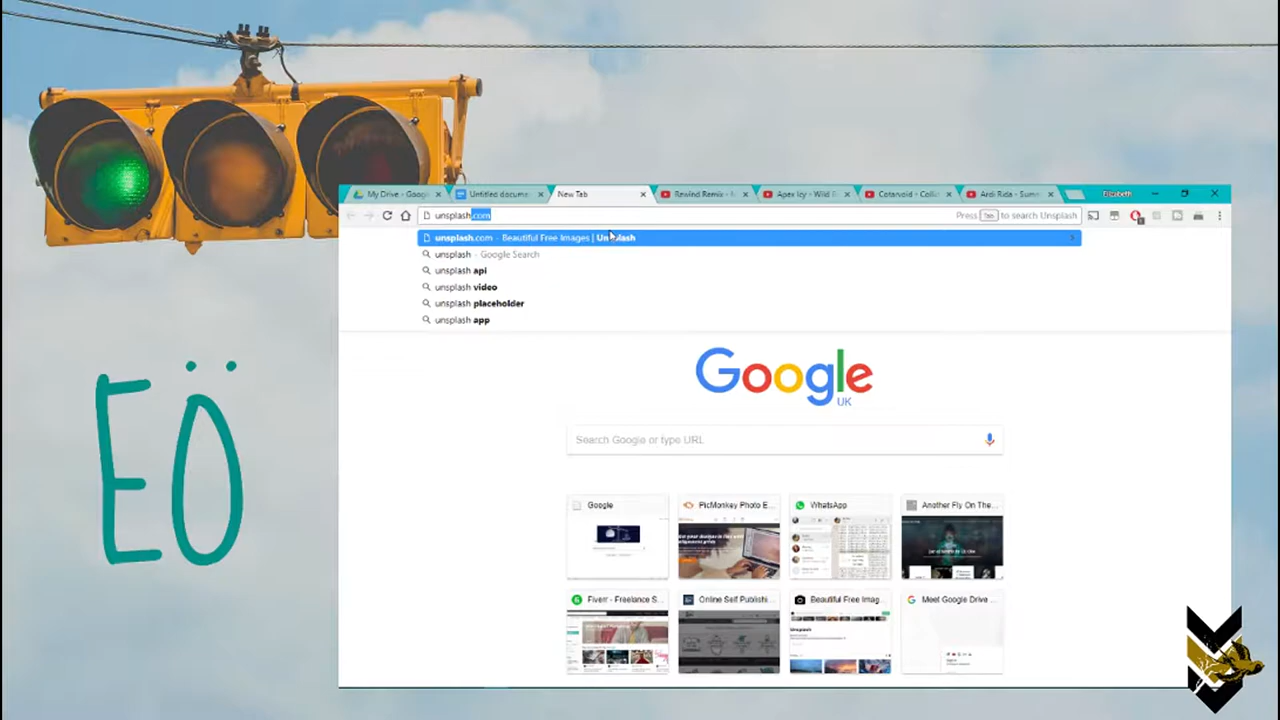 My Drive - Google
Untitled docume
New Tab
Rewind Remix -
Apex Icy - Wild
Cotanoid - Collis
Ardi Rida - Sum
Elizabeth
unsplash.com
Press Tab to search Unsplash
unsplash.com - Beautiful Free Images | Unsplash
unsplash - Google Search
unsplash api
unsplash video
unsplash placeholder
unsplash app
Google
UK
Search Google or type URL
Google
PicMonkey Photo E...
WhatsApp
Another Fly On The...
Fiverr - Freelance S...
Online Self Publishi...
Beautiful Free Imag...
Meet Google Drive ...
Unsplash
EÖ